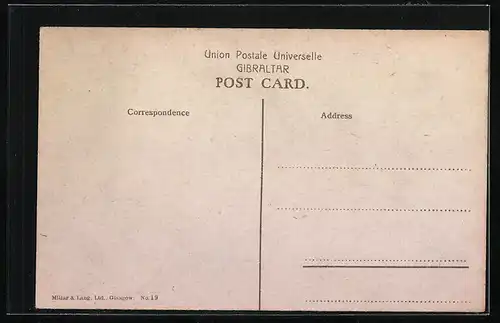 Union Postale Universelle
GIBRALTAR
POST CARD.
Correspondence
Address
Millar & Lang, Ltd., Glasgow. No. 19